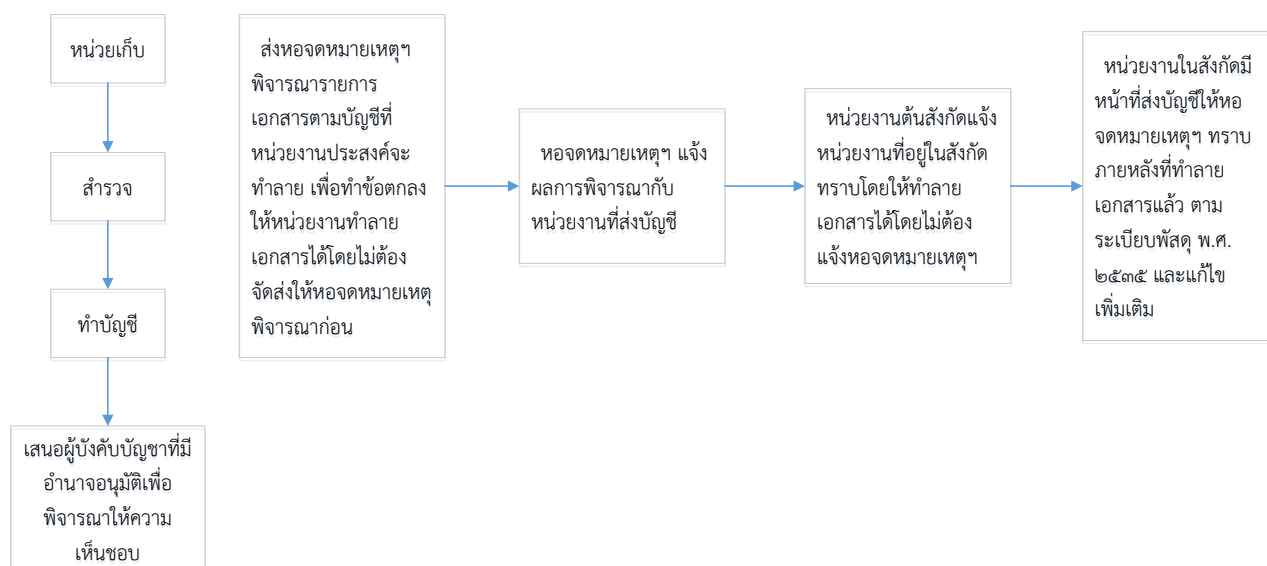 หน่วยเก็บ
สำรวจ
ทำบัญชี
เสนอผู้บังคับบัญชาที่มี
อำนาจอนุมัติเพื่อ
พิจารณาให้ความ
เห็นชอบ
ส่งหอจดหมายเหตุฯ
พิจารณารายการ
เอกสารตามบัญชีที่
หน่วยงานประสงค์จะ
ทำลาย เพื่อทำข้อตกลง
ให้หน่วยงานทำลาย
เอกสารได้โดยไม่ต้อง
จัดส่งให้หอจดหมายเหตุ
พิจารณาก่อน
หอจดหมายเหตุฯ แจ้ง
ผลการพิจารณากับ
หน่วยงานที่ส่งบัญชี
หน่วยงานต้นสังกัดแจ้ง
หน่วยงานที่อยู่ในสังกัด
ทราบโดยให้ทำลาย
เอกสารได้โดยไม่ต้อง
แจ้งหอจดหมายเหตุฯ
หน่วยงานในสังกัดมี
หน้าที่ส่งบัญชีให้หอ
จดหมายเหตุฯ ทราบ
ภายหลังที่ทำลาย
เอกสารแล้ว ตาม
ระเบียบพัสดุ พ.ศ.
๒๕๓๕ และแก้ไข
เพิ่มเติม